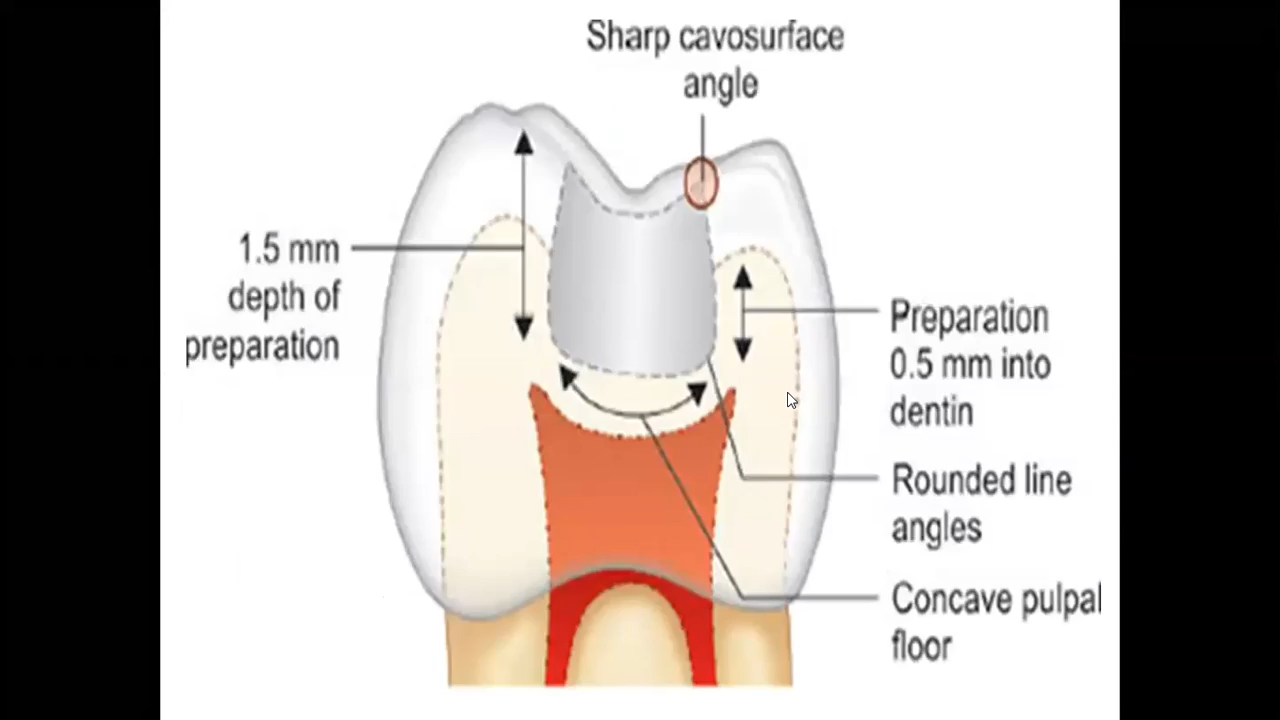 Sharp cavosurface
angle
1.5 mm
depth of
preparation
Preparation
0.5 mm into
dentin
Rounded line
angles
Concave pulpal
floor